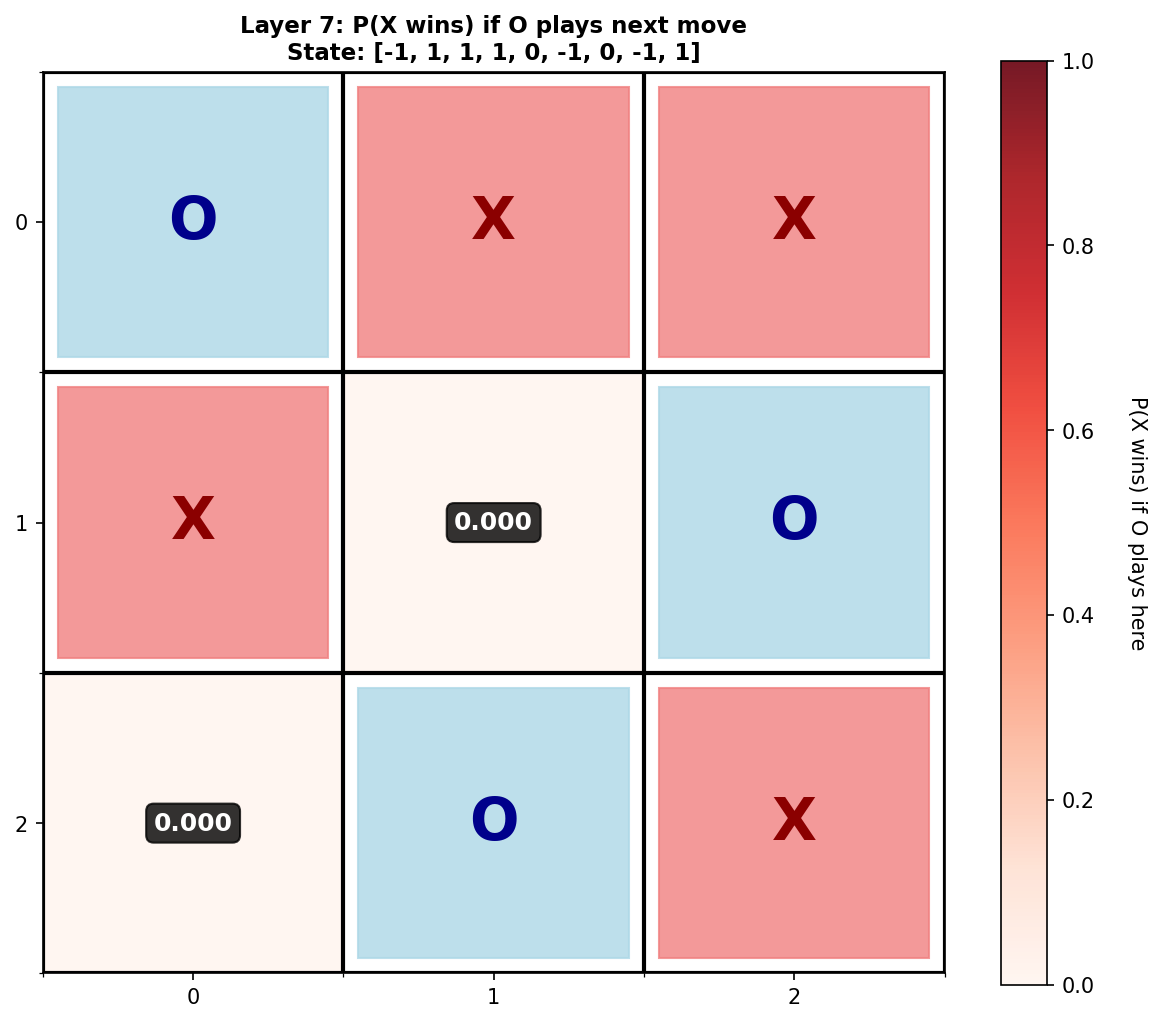 Layer 7: P(X wins) if O plays next move
State: [-1, 1, 1, 1, 0, -1, 0, -1, 1]
0
O
X
X
1
X
0.000
O
2
0.000
O
X
0
1
2
1.0
0.8
0.6
0.4
0.2
0.0
P(X wins) if O plays here